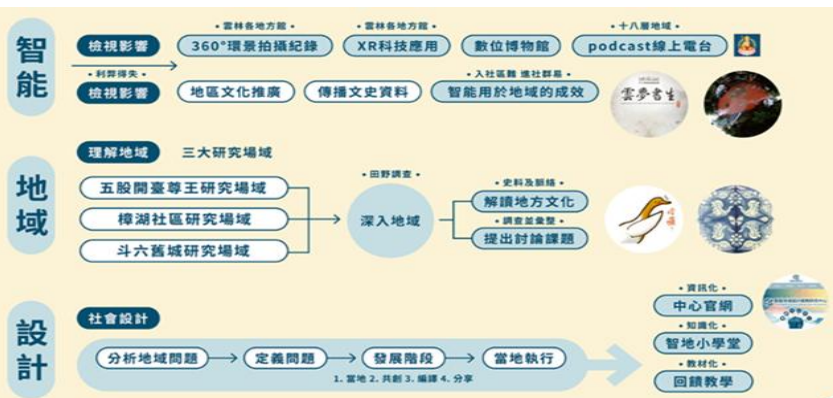 智能
檢視影響
•雲林各地方館•
360°環景拍攝紀錄
•雲林各地方館•
XR科技應用
數位博物館
•十八層地域•
podcast線上電台
•利弊得失•
檢視影響
地區文化推廣
傳播文史資料
•入社區難 進社群易•
智能用於地域的成效
雲夢書生
地域
理解地域
三大研究場域
五股開臺尊王研究場域
樟湖社區研究場域
斗六舊城研究場域
•田野調查•
深入地域
•史料及脈絡•
解讀地方文化
•調查並彙整•
提出討論課題
設計
社會設計
分析地域問題
定義問題
發展階段
當地執行
1. 當地 2. 共創 3. 編譯 4. 分享
•資訊化•
中心官網
•知識化•
智地小學堂
•教材化•
回饋教學